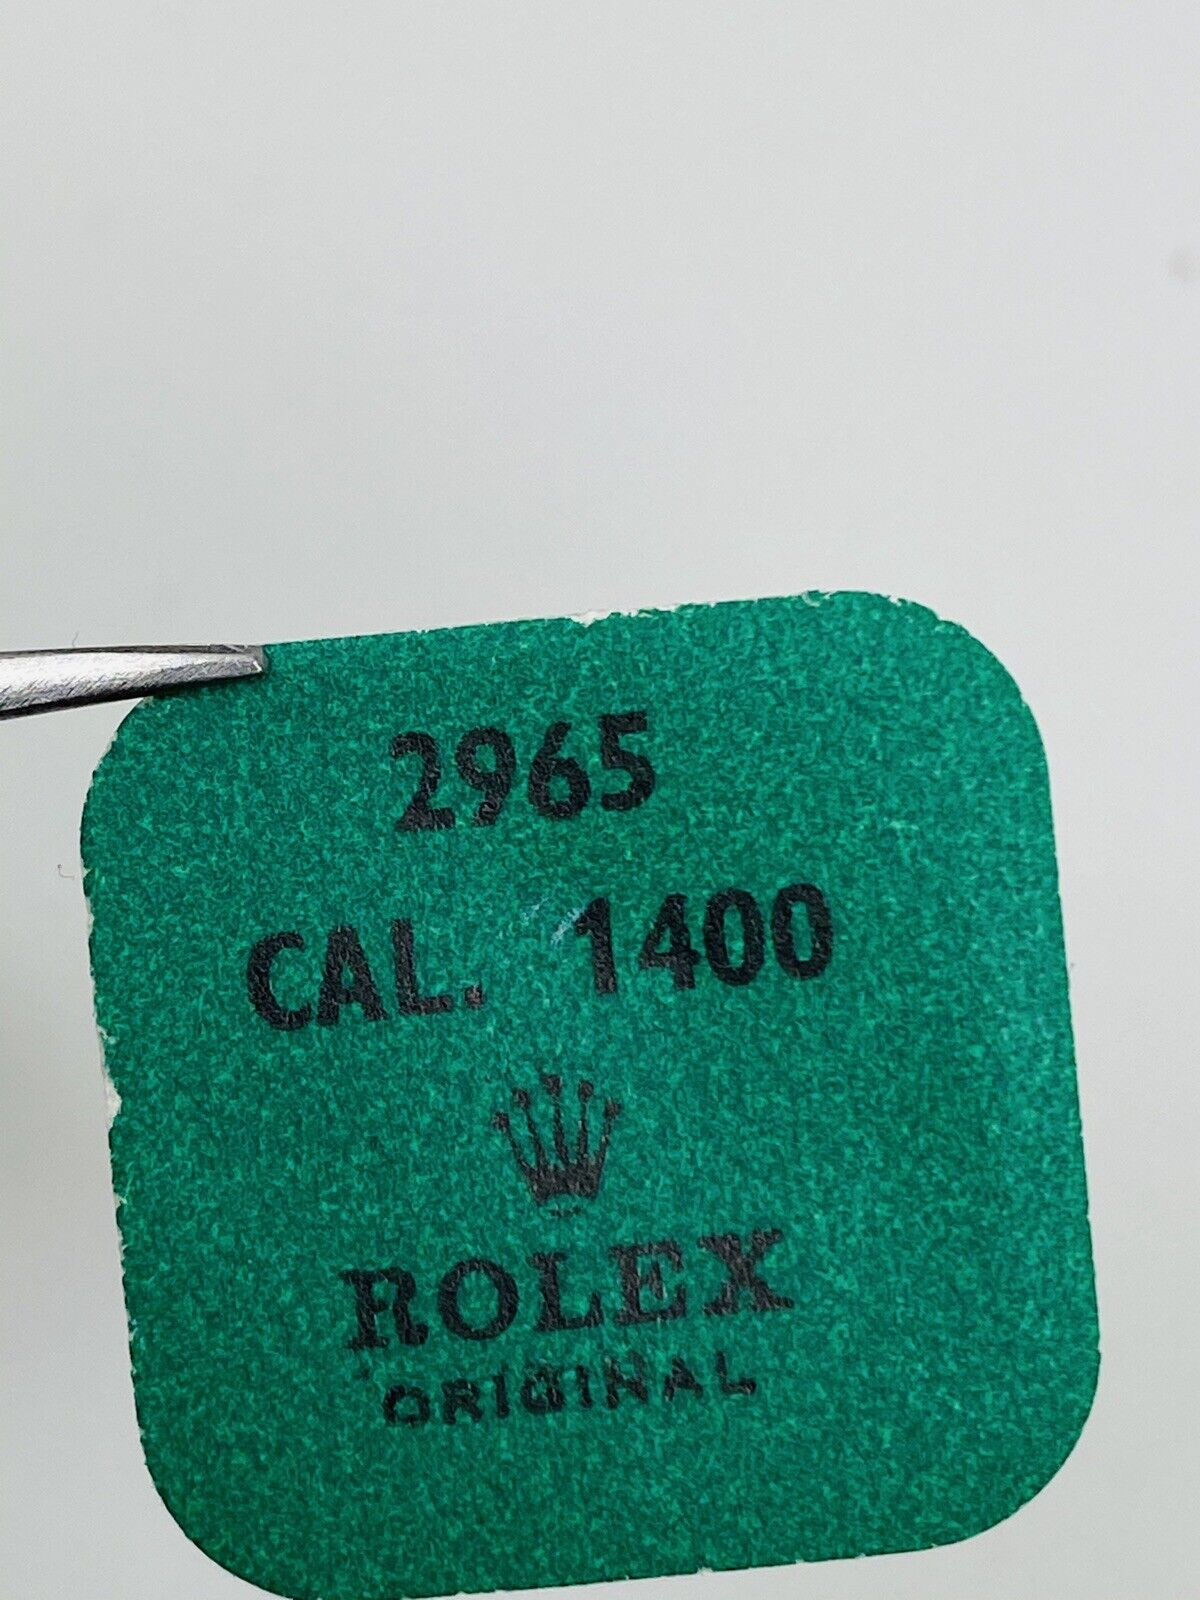 2965
CAL. 1400
ROLEX
ORIGINAL